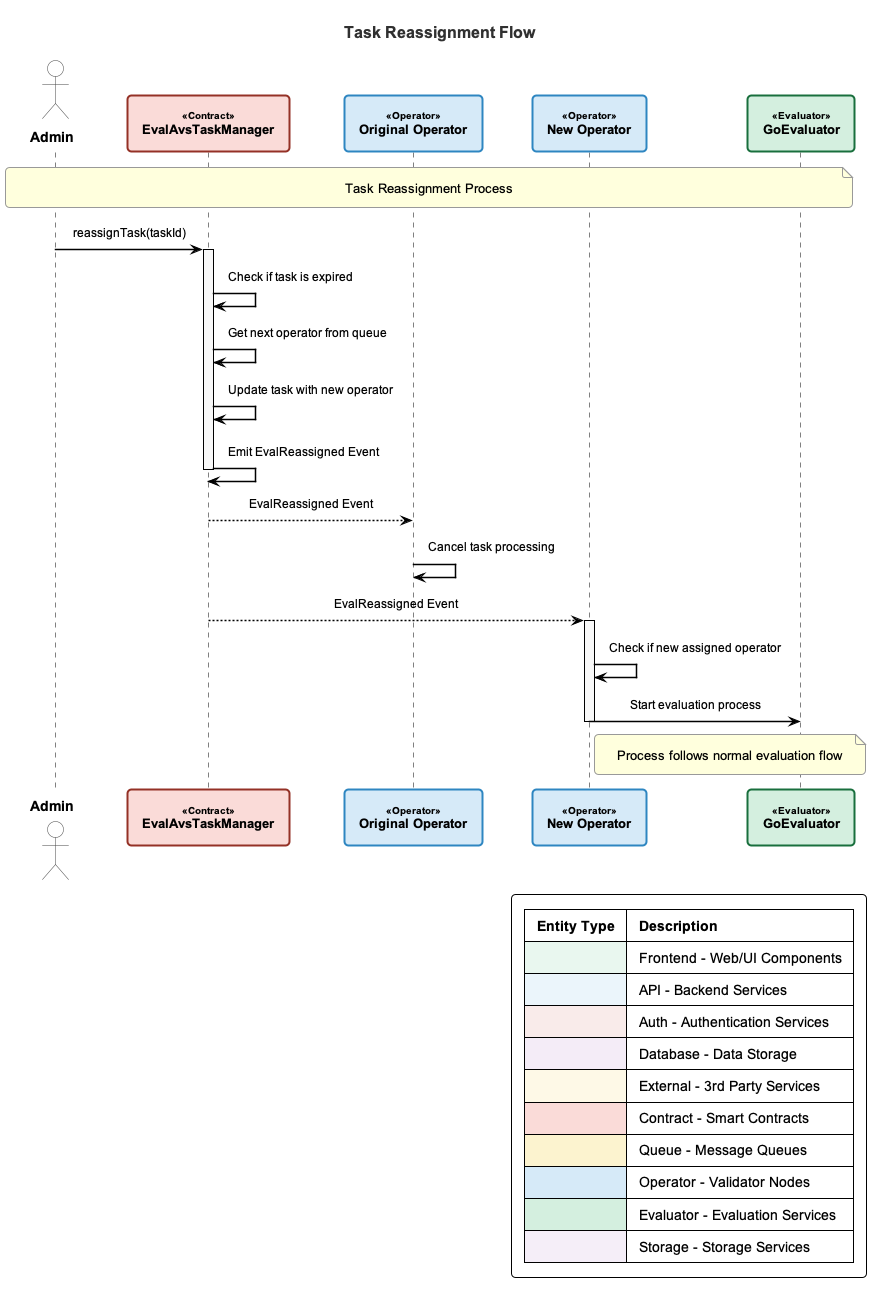 Task Reassignment Flow
Admin
«Contract»
EvalAvsTaskManager
«Operator»
Original Operator
«Operator»
New Operator
«Evaluator»
GoEvaluator
Task Reassignment Process
reassignTask(taskId)
Check if task is expired
Get next operator from queue
Update task with new operator
Emit EvalReassigned Event
EvalReassigned Event
Cancel task processing
EvalReassigned Event
Check if new assigned operator
Start evaluation process
Process follows normal evaluation flow
Admin
«Contract»
EvalAvsTaskManager
«Operator»
Original Operator
«Operator»
New Operator
«Evaluator»
GoEvaluator
Entity Type Description
Frontend - Web/UI Components
API - Backend Services
Auth - Authentication Services
Database - Data Storage
External - 3rd Party Services
Contract - Smart Contracts
Queue - Message Queues
Operator - Validator Nodes
Evaluator - Evaluation Services
Storage - Storage Services